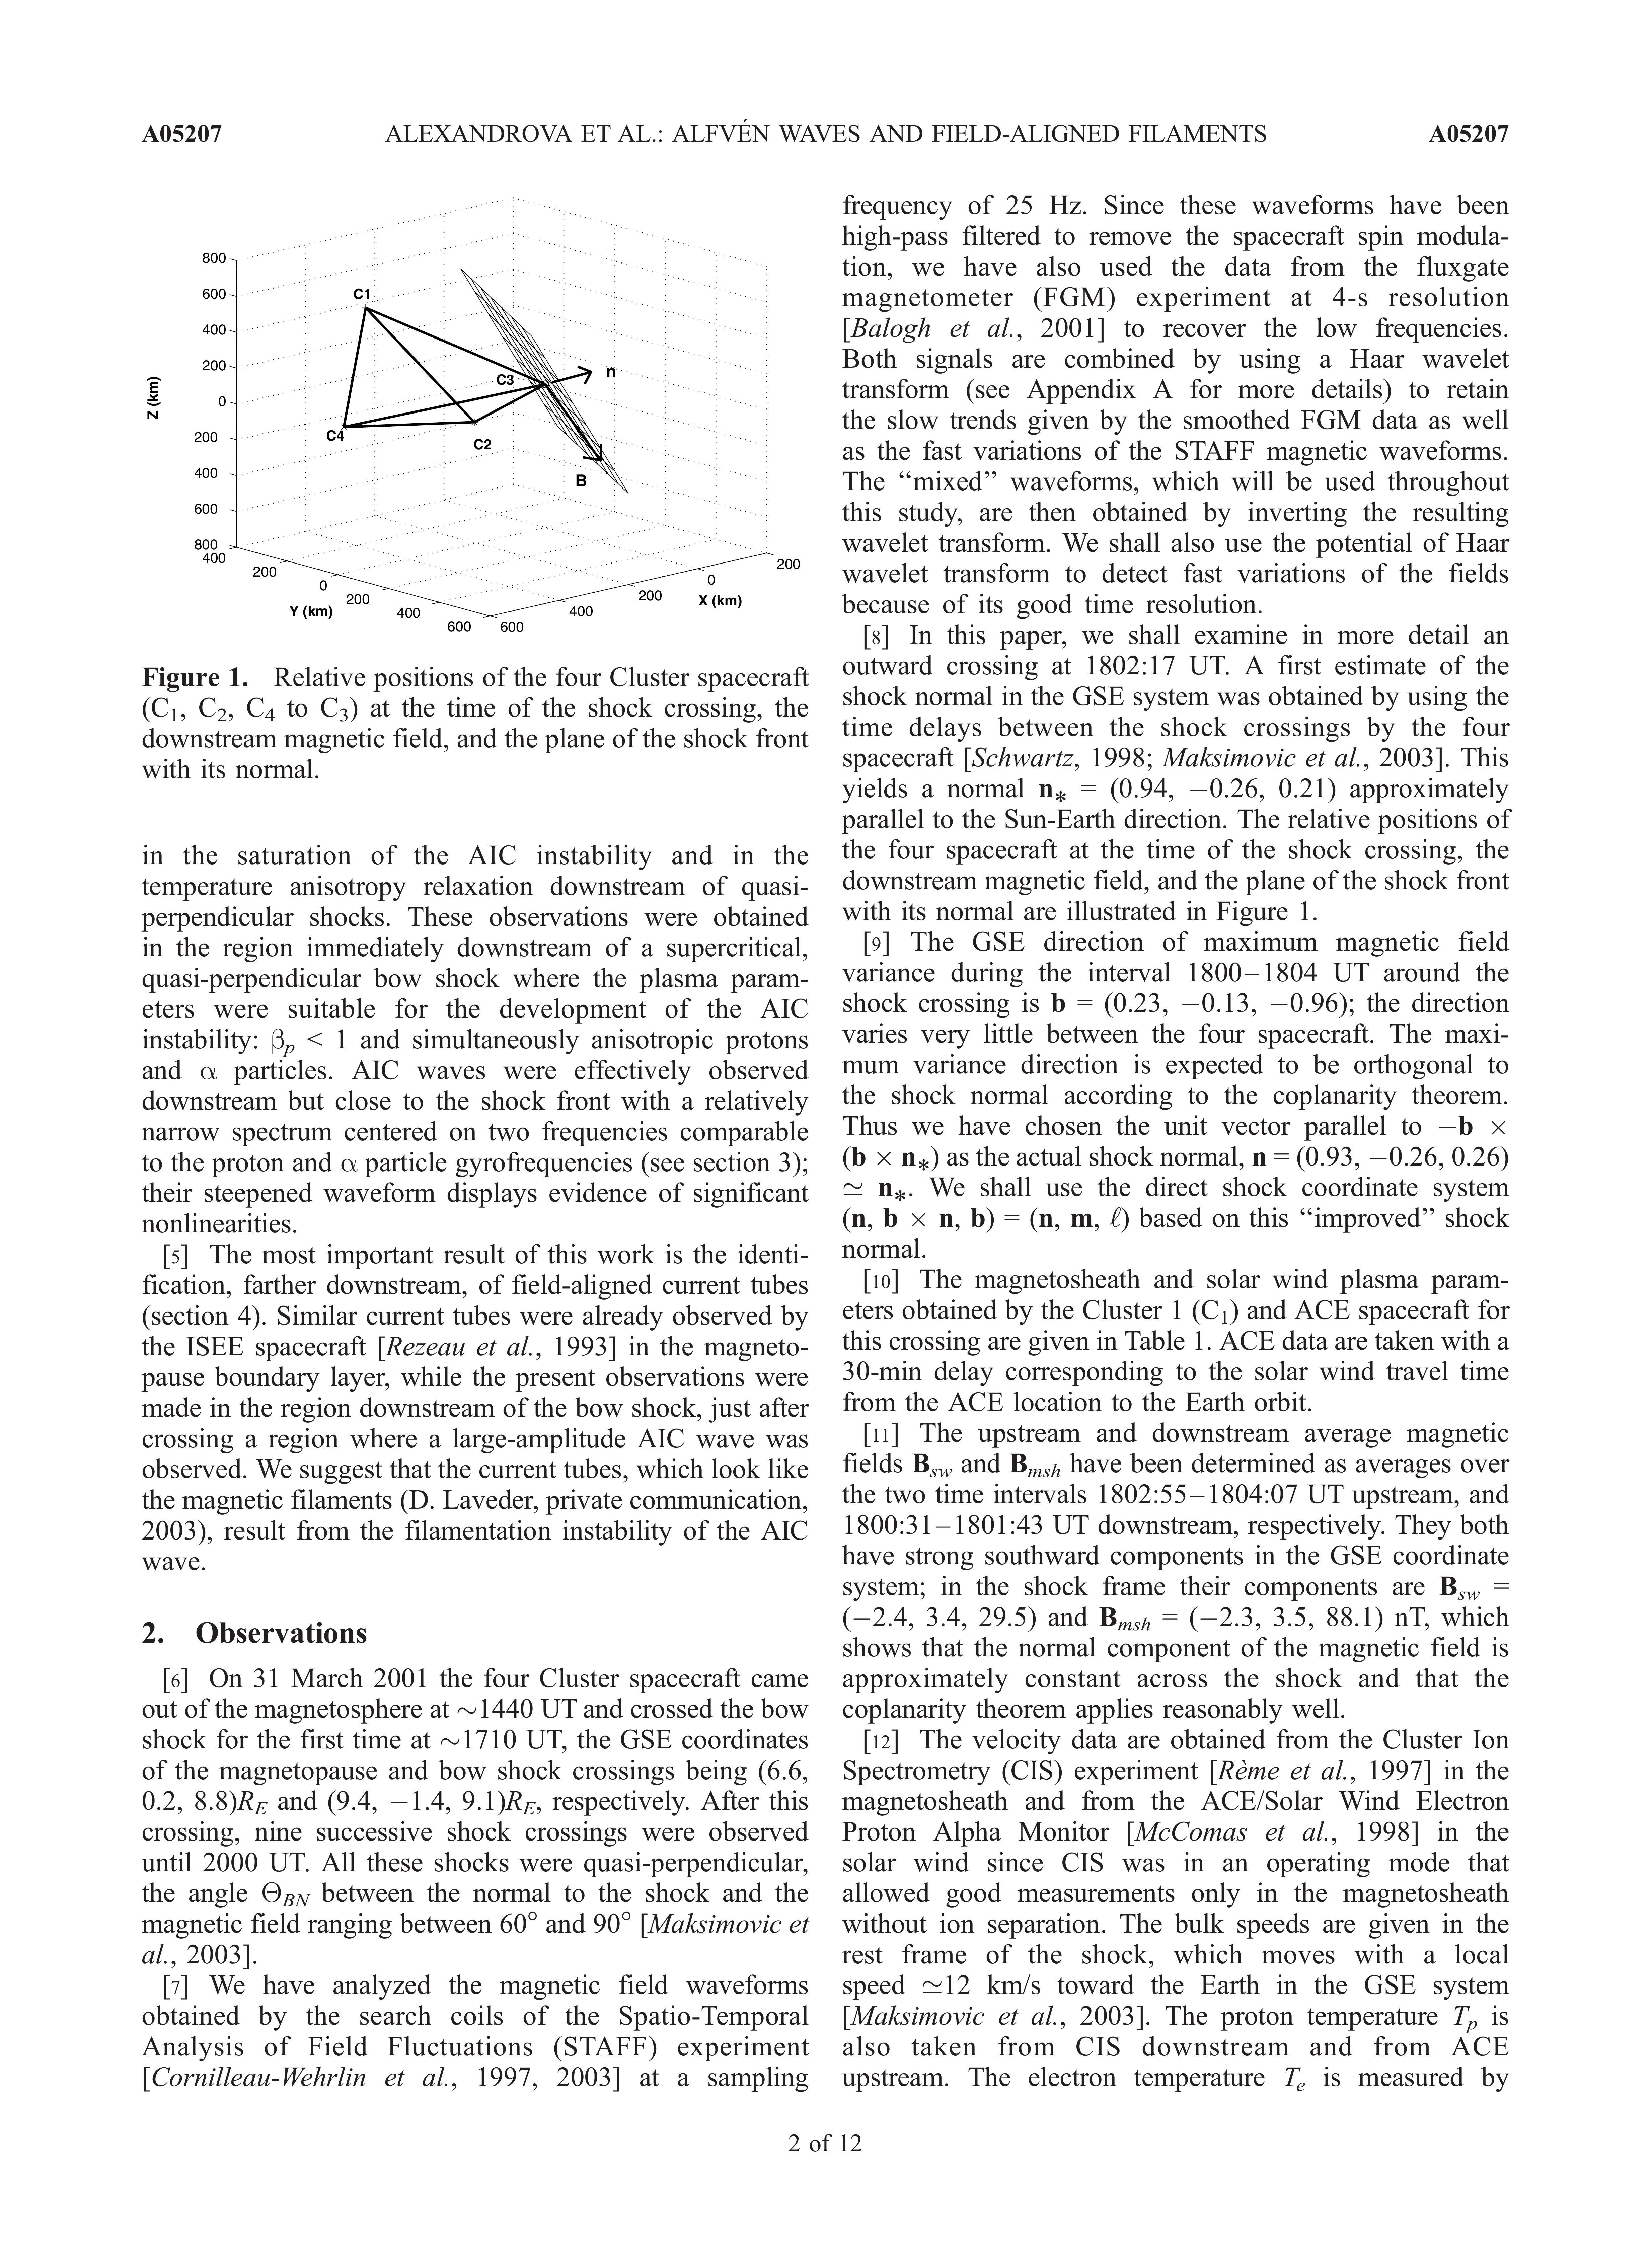 A05207
ALEXANDROVA ET AL.: ALFVÉN WAVES AND FIELD-ALIGNED FILAMENTS
A05207
800
600
400
200
0
200
400
600
800
Z (km)
400
200
0
200
400
600
Y (km)
600
400
200
0
200
X (km)
C1
C3
C4
C2
n
B
Figure 1. Relative positions of the four Cluster spacecraft
(C₁, C₂, C₄ to C₃) at the time of the shock crossing, the
downstream magnetic field, and the plane of the shock front
with its normal.
in the saturation of the AIC instability and in the
temperature anisotropy relaxation downstream of quasi-
perpendicular shocks. These observations were obtained
in the region immediately downstream of a supercritical,
quasi-perpendicular bow shock where the plasma param-
eters were suitable for the development of the AIC
instability: βp < 1 and simultaneously anisotropic protons
and α particles. AIC waves were effectively observed
downstream but close to the shock front with a relatively
narrow spectrum centered on two frequencies comparable
to the proton and α particle gyrofrequencies (see section 3);
their steepened waveform displays evidence of significant
nonlinearities.
[5] The most important result of this work is the identi-
fication, farther downstream, of field-aligned current tubes
(section 4). Similar current tubes were already observed by
the ISEE spacecraft [Rezeau et al., 1993] in the magneto-
pause boundary layer, while the present observations were
made in the region downstream of the bow shock, just after
crossing a region where a large-amplitude AIC wave was
observed. We suggest that the current tubes, which look like
the magnetic filaments (D. Laveder, private communication,
2003), result from the filamentation instability of the AIC
wave.
2. Observations
[6] On 31 March 2001 the four Cluster spacecraft came
out of the magnetosphere at ~1440 UT and crossed the bow
shock for the first time at ~1710 UT, the GSE coordinates
of the magnetopause and bow shock crossings being (6.6,
0.2, 8.8)RE and (9.4, −1.4, 9.1)RE, respectively. After this
crossing, nine successive shock crossings were observed
until 2000 UT. All these shocks were quasi-perpendicular,
the angle ΘBN between the normal to the shock and the
magnetic field ranging between 60° and 90° [Maksimovic et
al., 2003].
[7] We have analyzed the magnetic field waveforms
obtained by the search coils of the Spatio-Temporal
Analysis of Field Fluctuations (STAFF) experiment
[Cornilleau-Wehrlin et al., 1997, 2003] at a sampling
frequency of 25 Hz. Since these waveforms have been
high-pass filtered to remove the spacecraft spin modula-
tion, we have also used the data from the fluxgate
magnetometer (FGM) experiment at 4-s resolution
[Balogh et al., 2001] to recover the low frequencies.
Both signals are combined by using a Haar wavelet
transform (see Appendix A for more details) to retain
the slow trends given by the smoothed FGM data as well
as the fast variations of the STAFF magnetic waveforms.
The “mixed” waveforms, which will be used throughout
this study, are then obtained by inverting the resulting
wavelet transform. We shall also use the potential of Haar
wavelet transform to detect fast variations of the fields
because of its good time resolution.
[8] In this paper, we shall examine in more detail an
outward crossing at 1802:17 UT. A first estimate of the
shock normal in the GSE system was obtained by using the
time delays between the shock crossings by the four
spacecraft [Schwartz, 1998; Maksimovic et al., 2003]. This
yields a normal n* = (0.94, −0.26, 0.21) approximately
parallel to the Sun-Earth direction. The relative positions of
the four spacecraft at the time of the shock crossing, the
downstream magnetic field, and the plane of the shock front
with its normal are illustrated in Figure 1.
[9] The GSE direction of maximum magnetic field
variance during the interval 1800–1804 UT around the
shock crossing is b = (0.23, −0.13, −0.96); the direction
varies very little between the four spacecraft. The maxi-
mum variance direction is expected to be orthogonal to
the shock normal according to the coplanarity theorem.
Thus we have chosen the unit vector parallel to −b ×
(b × n*) as the actual shock normal, n = (0.93, −0.26, 0.26)
≃ n*. We shall use the direct shock coordinate system
(n, b × n, b) = (n, m, ℓ) based on this “improved” shock
normal.
[10] The magnetosheath and solar wind plasma param-
eters obtained by the Cluster 1 (C₁) and ACE spacecraft for
this crossing are given in Table 1. ACE data are taken with a
30-min delay corresponding to the solar wind travel time
from the ACE location to the Earth orbit.
[11] The upstream and downstream average magnetic
fields Bsw and Bmsh have been determined as averages over
the two time intervals 1802:55–1804:07 UT upstream, and
1800:31–1801:43 UT downstream, respectively. They both
have strong southward components in the GSE coordinate
system; in the shock frame their components are Bsw =
(−2.4, 3.4, 29.5) and Bmsh = (−2.3, 3.5, 88.1) nT, which
shows that the normal component of the magnetic field is
approximately constant across the shock and that the
coplanarity theorem applies reasonably well.
[12] The velocity data are obtained from the Cluster Ion
Spectrometry (CIS) experiment [Rème et al., 1997] in the
magnetosheath and from the ACE/Solar Wind Electron
Proton Alpha Monitor [McComas et al., 1998] in the
solar wind since CIS was in an operating mode that
allowed good measurements only in the magnetosheath
without ion separation. The bulk speeds are given in the
rest frame of the shock, which moves with a local
speed ≃12 km/s toward the Earth in the GSE system
[Maksimovic et al., 2003]. The proton temperature Tp is
also taken from CIS downstream and from ACE
upstream. The electron temperature Te is measured by
2 of 12